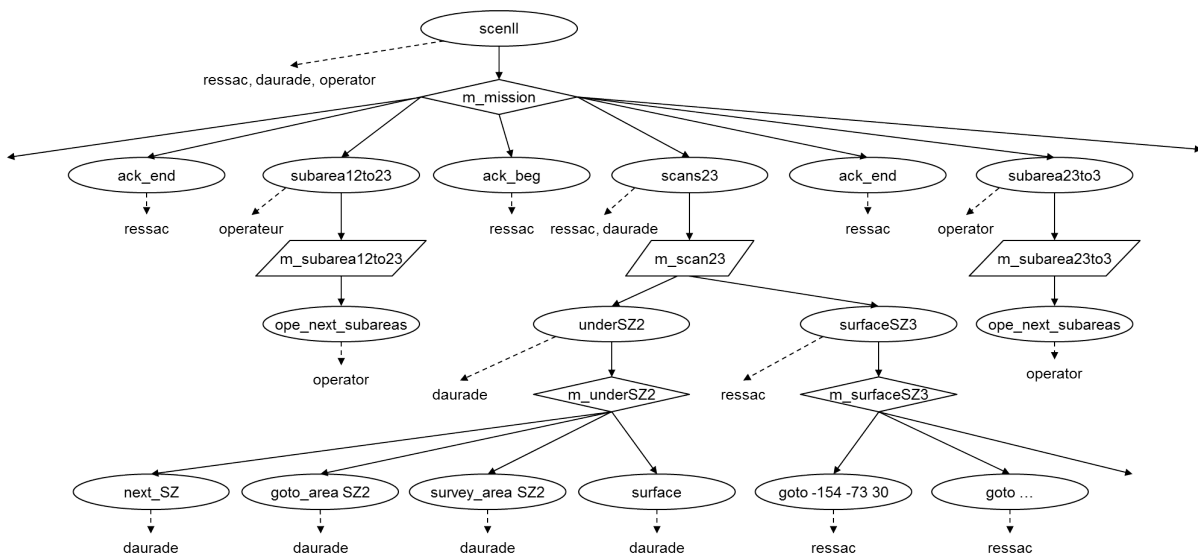 scenII
ressac, daurade, operator
m_mission
ack_end
subarea12to23
ack_beg
scans23
ack_end
subarea23to3
ressac
operateur
ressac
ressac, daurade
ressac
operator
m_subarea12to23
m_scan23
m_subarea23to3
ope_next_subareas
underSZ2
surfaceSZ3
ope_next_subareas
operator
daurade
m_underSZ2
ressac
m_surfaceSZ3
operator
next_SZ
goto_area SZ2
survey_area SZ2
surface
goto -154 -73 30
goto ...
daurade
daurade
daurade
daurade
ressac
ressac